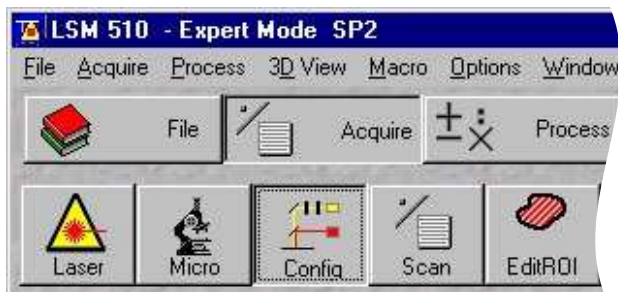 LSM 510 - Expert Mode SP2
File Acquire Process 3D View Macro Options Window
File Acquire Process
Laser Micro Config Scan EditROI